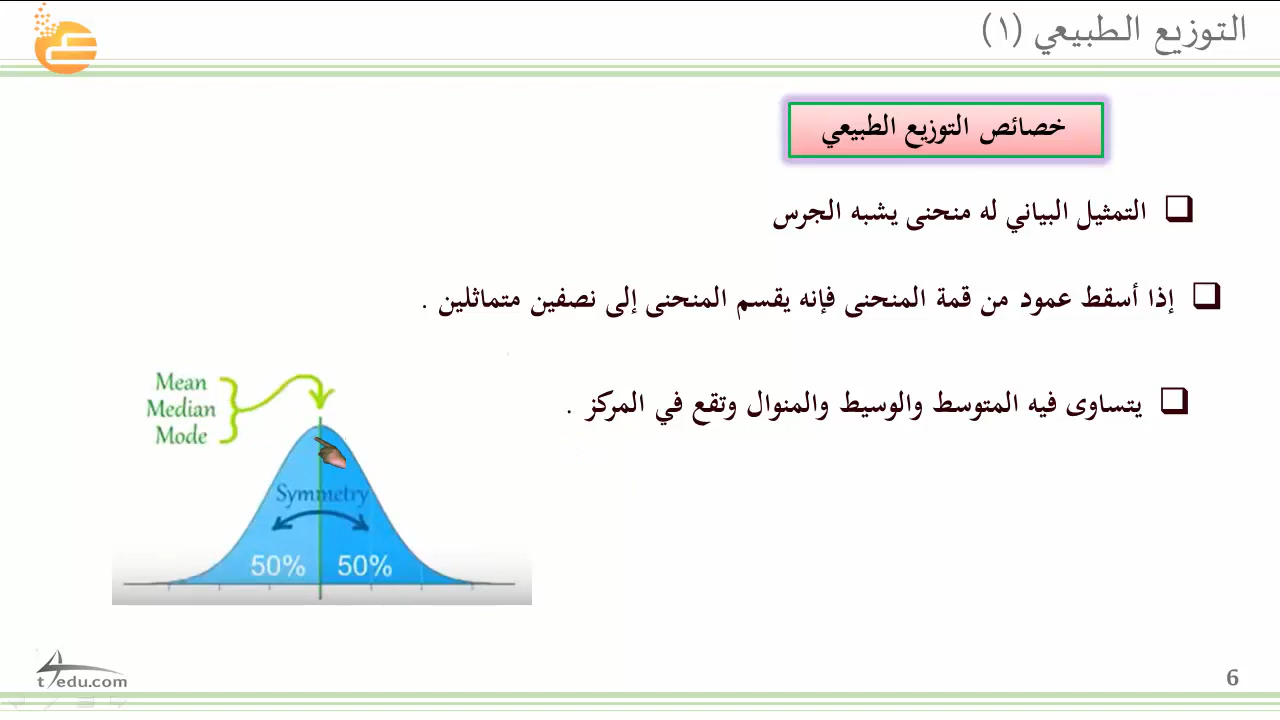 التوزيع الطبيعي (١)
خصائص التوزيع الطبيعي
التمثيل البياني له منحنى يشبه الجرس
إذا أسقط عمود من قمة المنحنى فإنه يقسم المنحنى إلى نصفين متماثلين .
يتساوى فيه المتوسط والوسيط والمنوال وتقع في المركز .
Mean
Median
Mode
Symmetry
50% 50%
t4edu.com
6